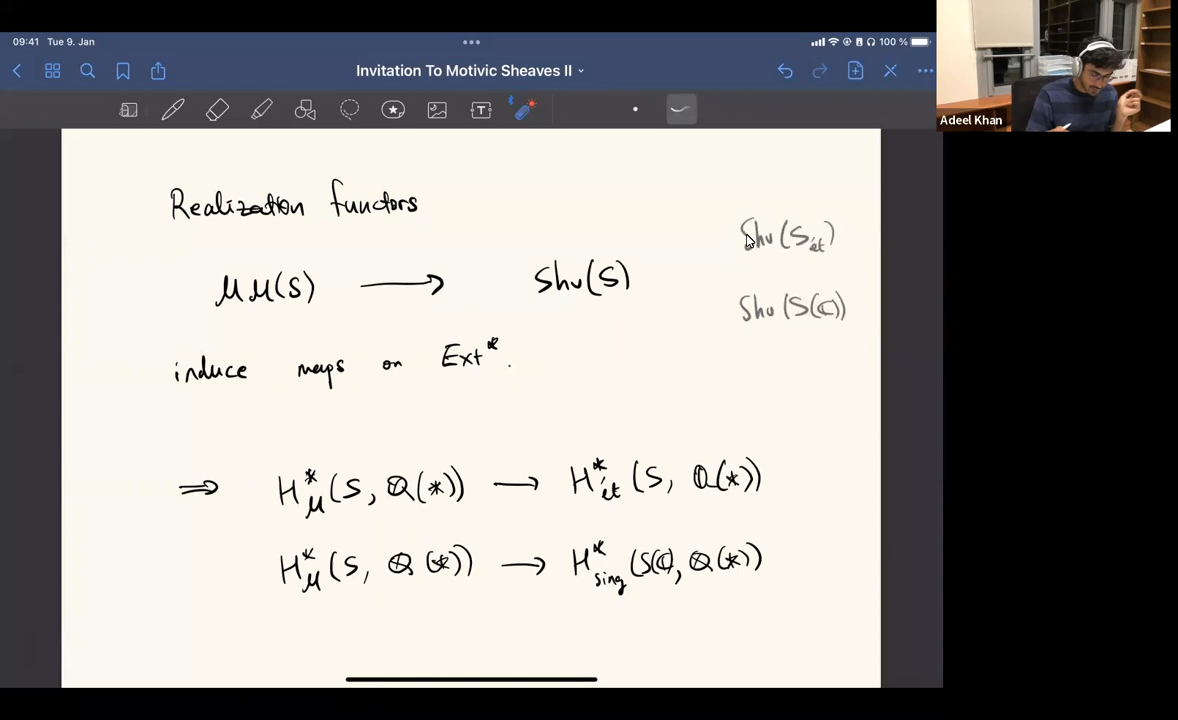 09:41 Tue 9. Jan
100 %
Invitation To Motivic Sheaves II
Adeel Khan
Realization functors
Shv(S_ét)
MM(S) → Shv(S)
Shv(S(ℂ))
induce maps on Ext*.
⇒ H*_M(S, ℚ(*)) → H*_ét(S, ℚ(*))
H*_M(S, ℚ(*)) → H*_sing(S(ℂ), ℚ(*))